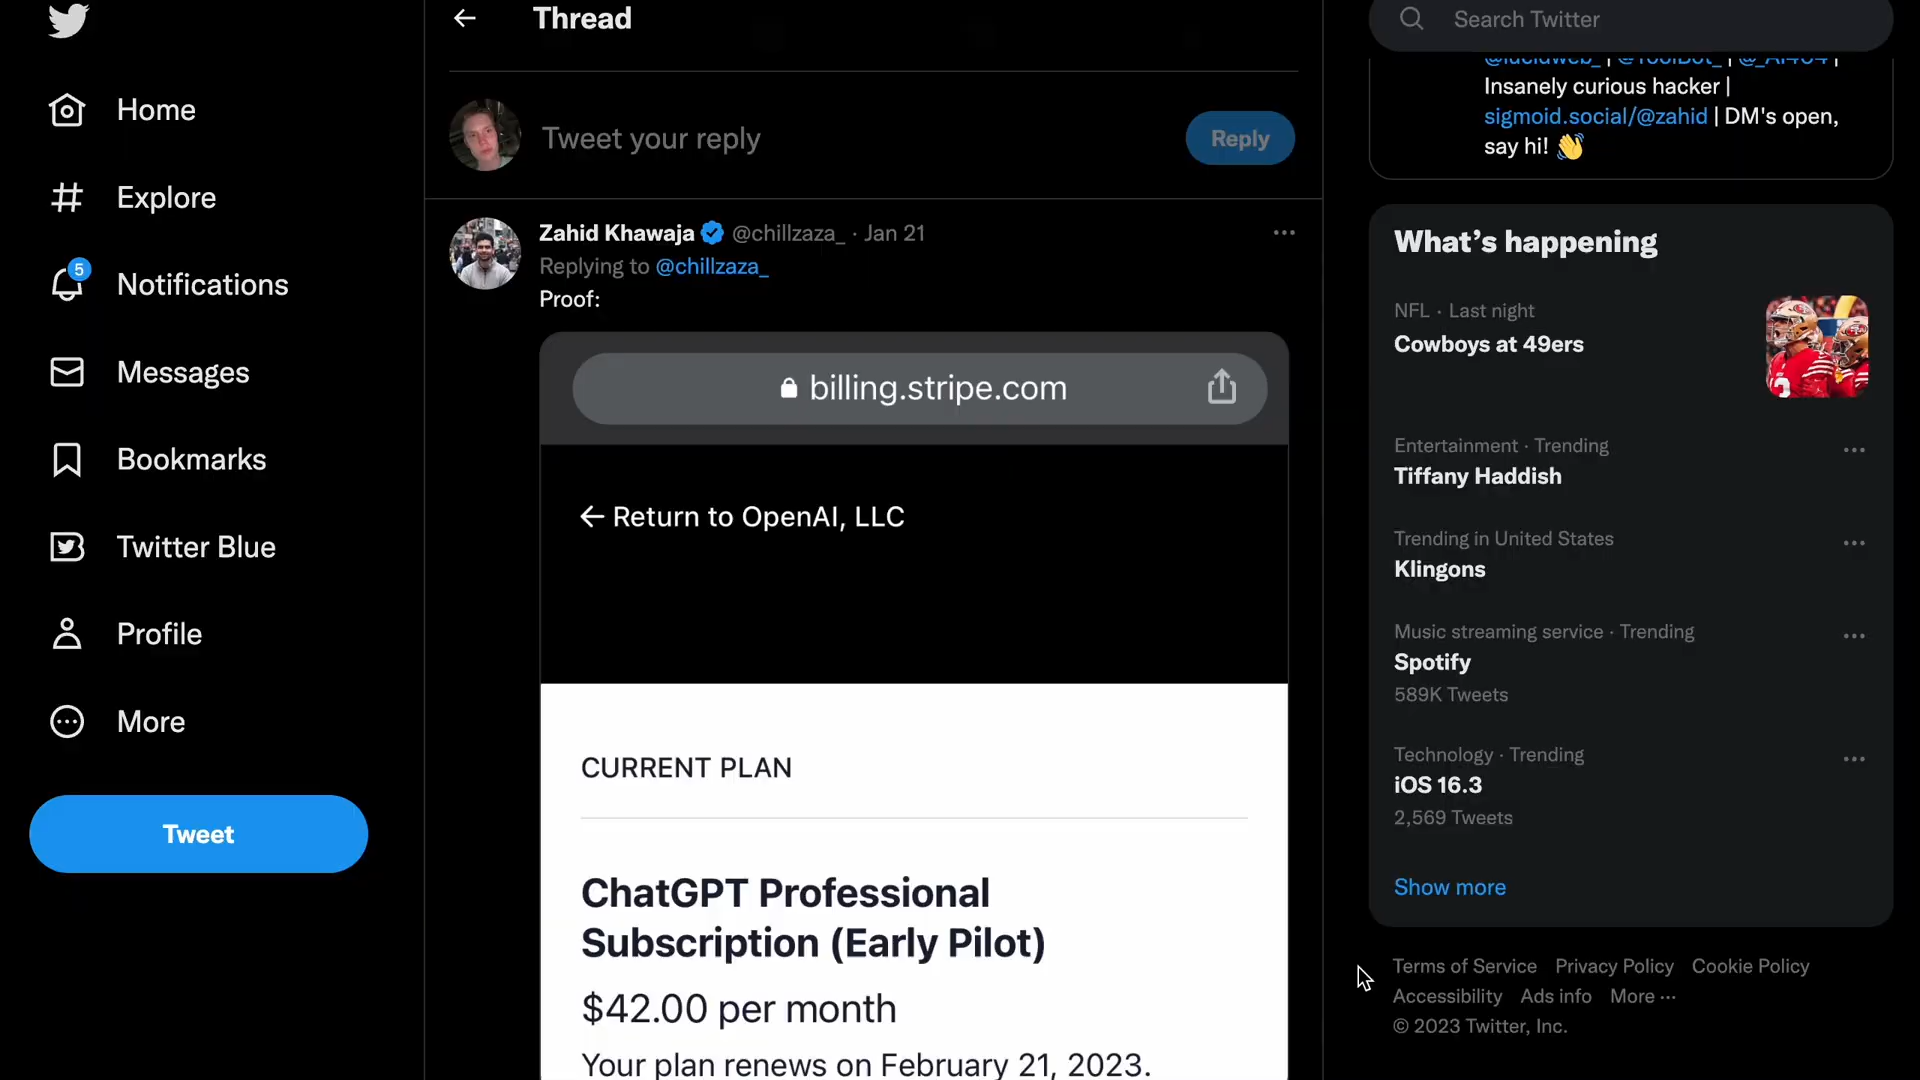 Home
Explore
5
Notifications
Messages
Bookmarks
Twitter Blue
Profile
More
Tweet
Thread
Tweet your reply
Reply
Zahid Khawaja @chillzaza_ · Jan 21
Replying to @chillzaza_
Proof:
billing.stripe.com
← Return to OpenAI, LLC
CURRENT PLAN
ChatGPT Professional
Subscription (Early Pilot)
$42.00 per month
Your plan renews on February 21, 2023.
Search Twitter
Insanely curious hacker |
sigmoid.social/@zahid | DM's open,
say hi! 👋
What's happening
NFL · Last night
Cowboys at 49ers
Entertainment · Trending
Tiffany Haddish
Trending in United States
Klingons
Music streaming service · Trending
Spotify
589K Tweets
Technology · Trending
iOS 16.3
2,569 Tweets
Show more
Terms of Service Privacy Policy Cookie Policy
Accessibility Ads info More ···
© 2023 Twitter, Inc.